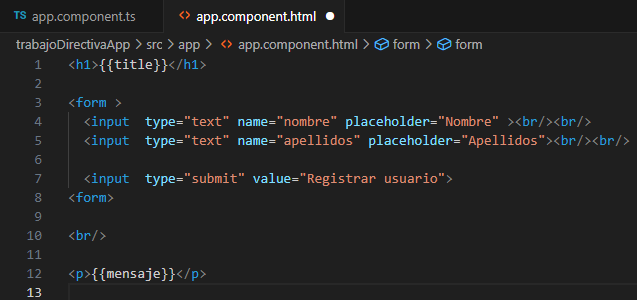 TS app.component.ts <> app.component.html
trabajoDirectivaApp > src > app > <> app.component.html > form > form
1 <h1>{{title}}</h1>
2
3 <form >
4 <input  type="text" name="nombre" placeholder="Nombre" ><br/><br/>
5 <input  type="text" name="apellidos" placeholder="Apellidos"><br/><br/>
6
7 <input  type="submit" value="Registrar usuario">
8 <form>
9
10 <br/>
11
12 <p>{{mensaje}}</p>
13